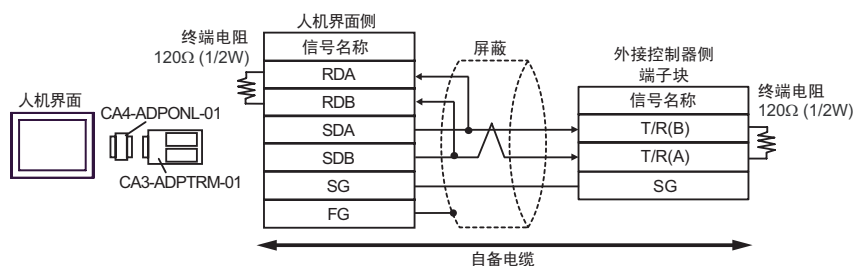 人机界面侧
终端电阻
120Ω (1/2W)
信号名称
RDA
RDB
SDA
SDB
SG
FG
屏蔽
外接控制器侧
端子块
信号名称
T/R(B)
T/R(A)
SG
终端电阻
120Ω (1/2W)
人机界面
CA4-ADPONL-01
CA3-ADPTRM-01
自备电缆